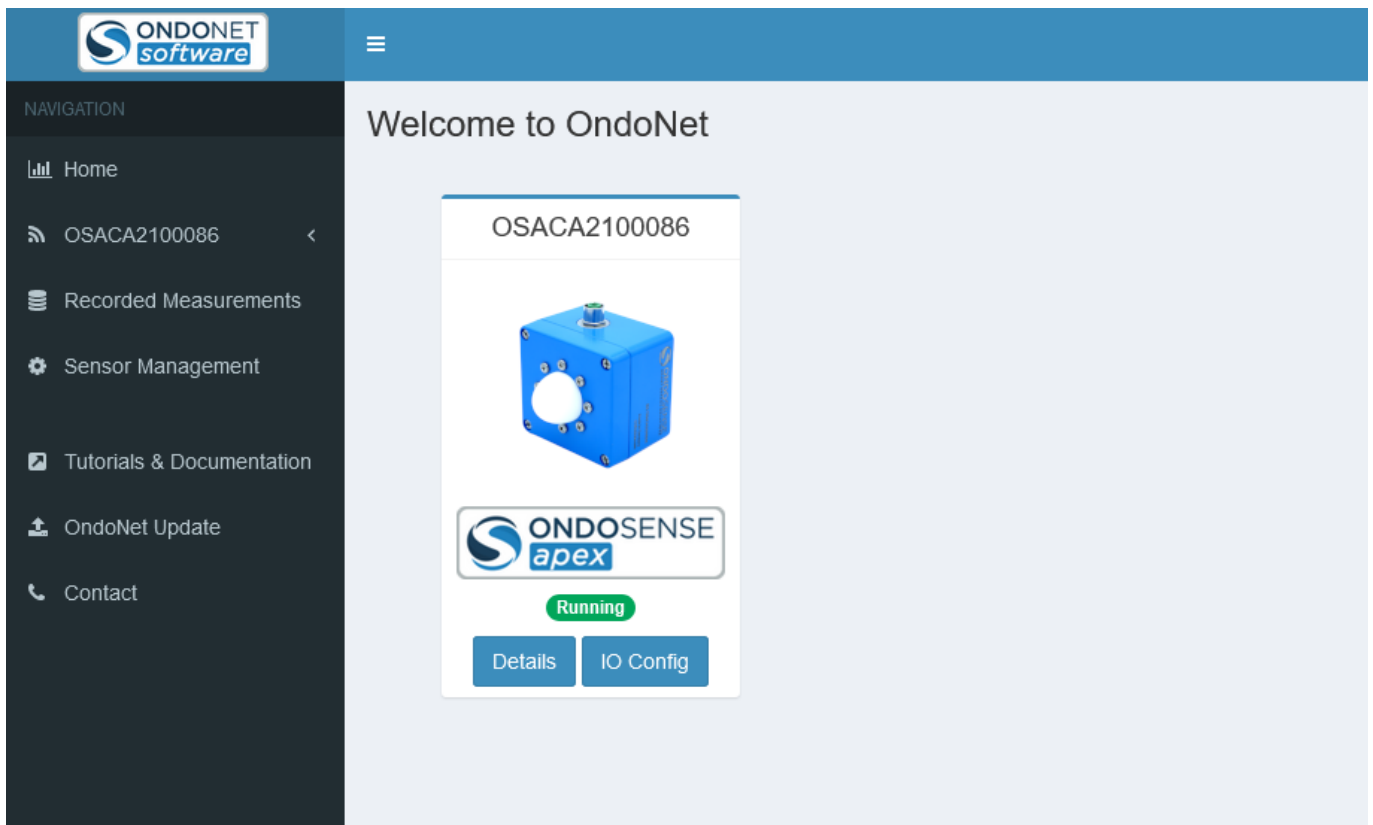 ONDONET
software
NAVIGATION
Home
OSACA2100086
Recorded Measurements
Sensor Management
Tutorials & Documentation
OndoNet Update
Contact
Welcome to OndoNet
OSACA2100086
ONDOSENSE
apex
Running
Details
IO Config